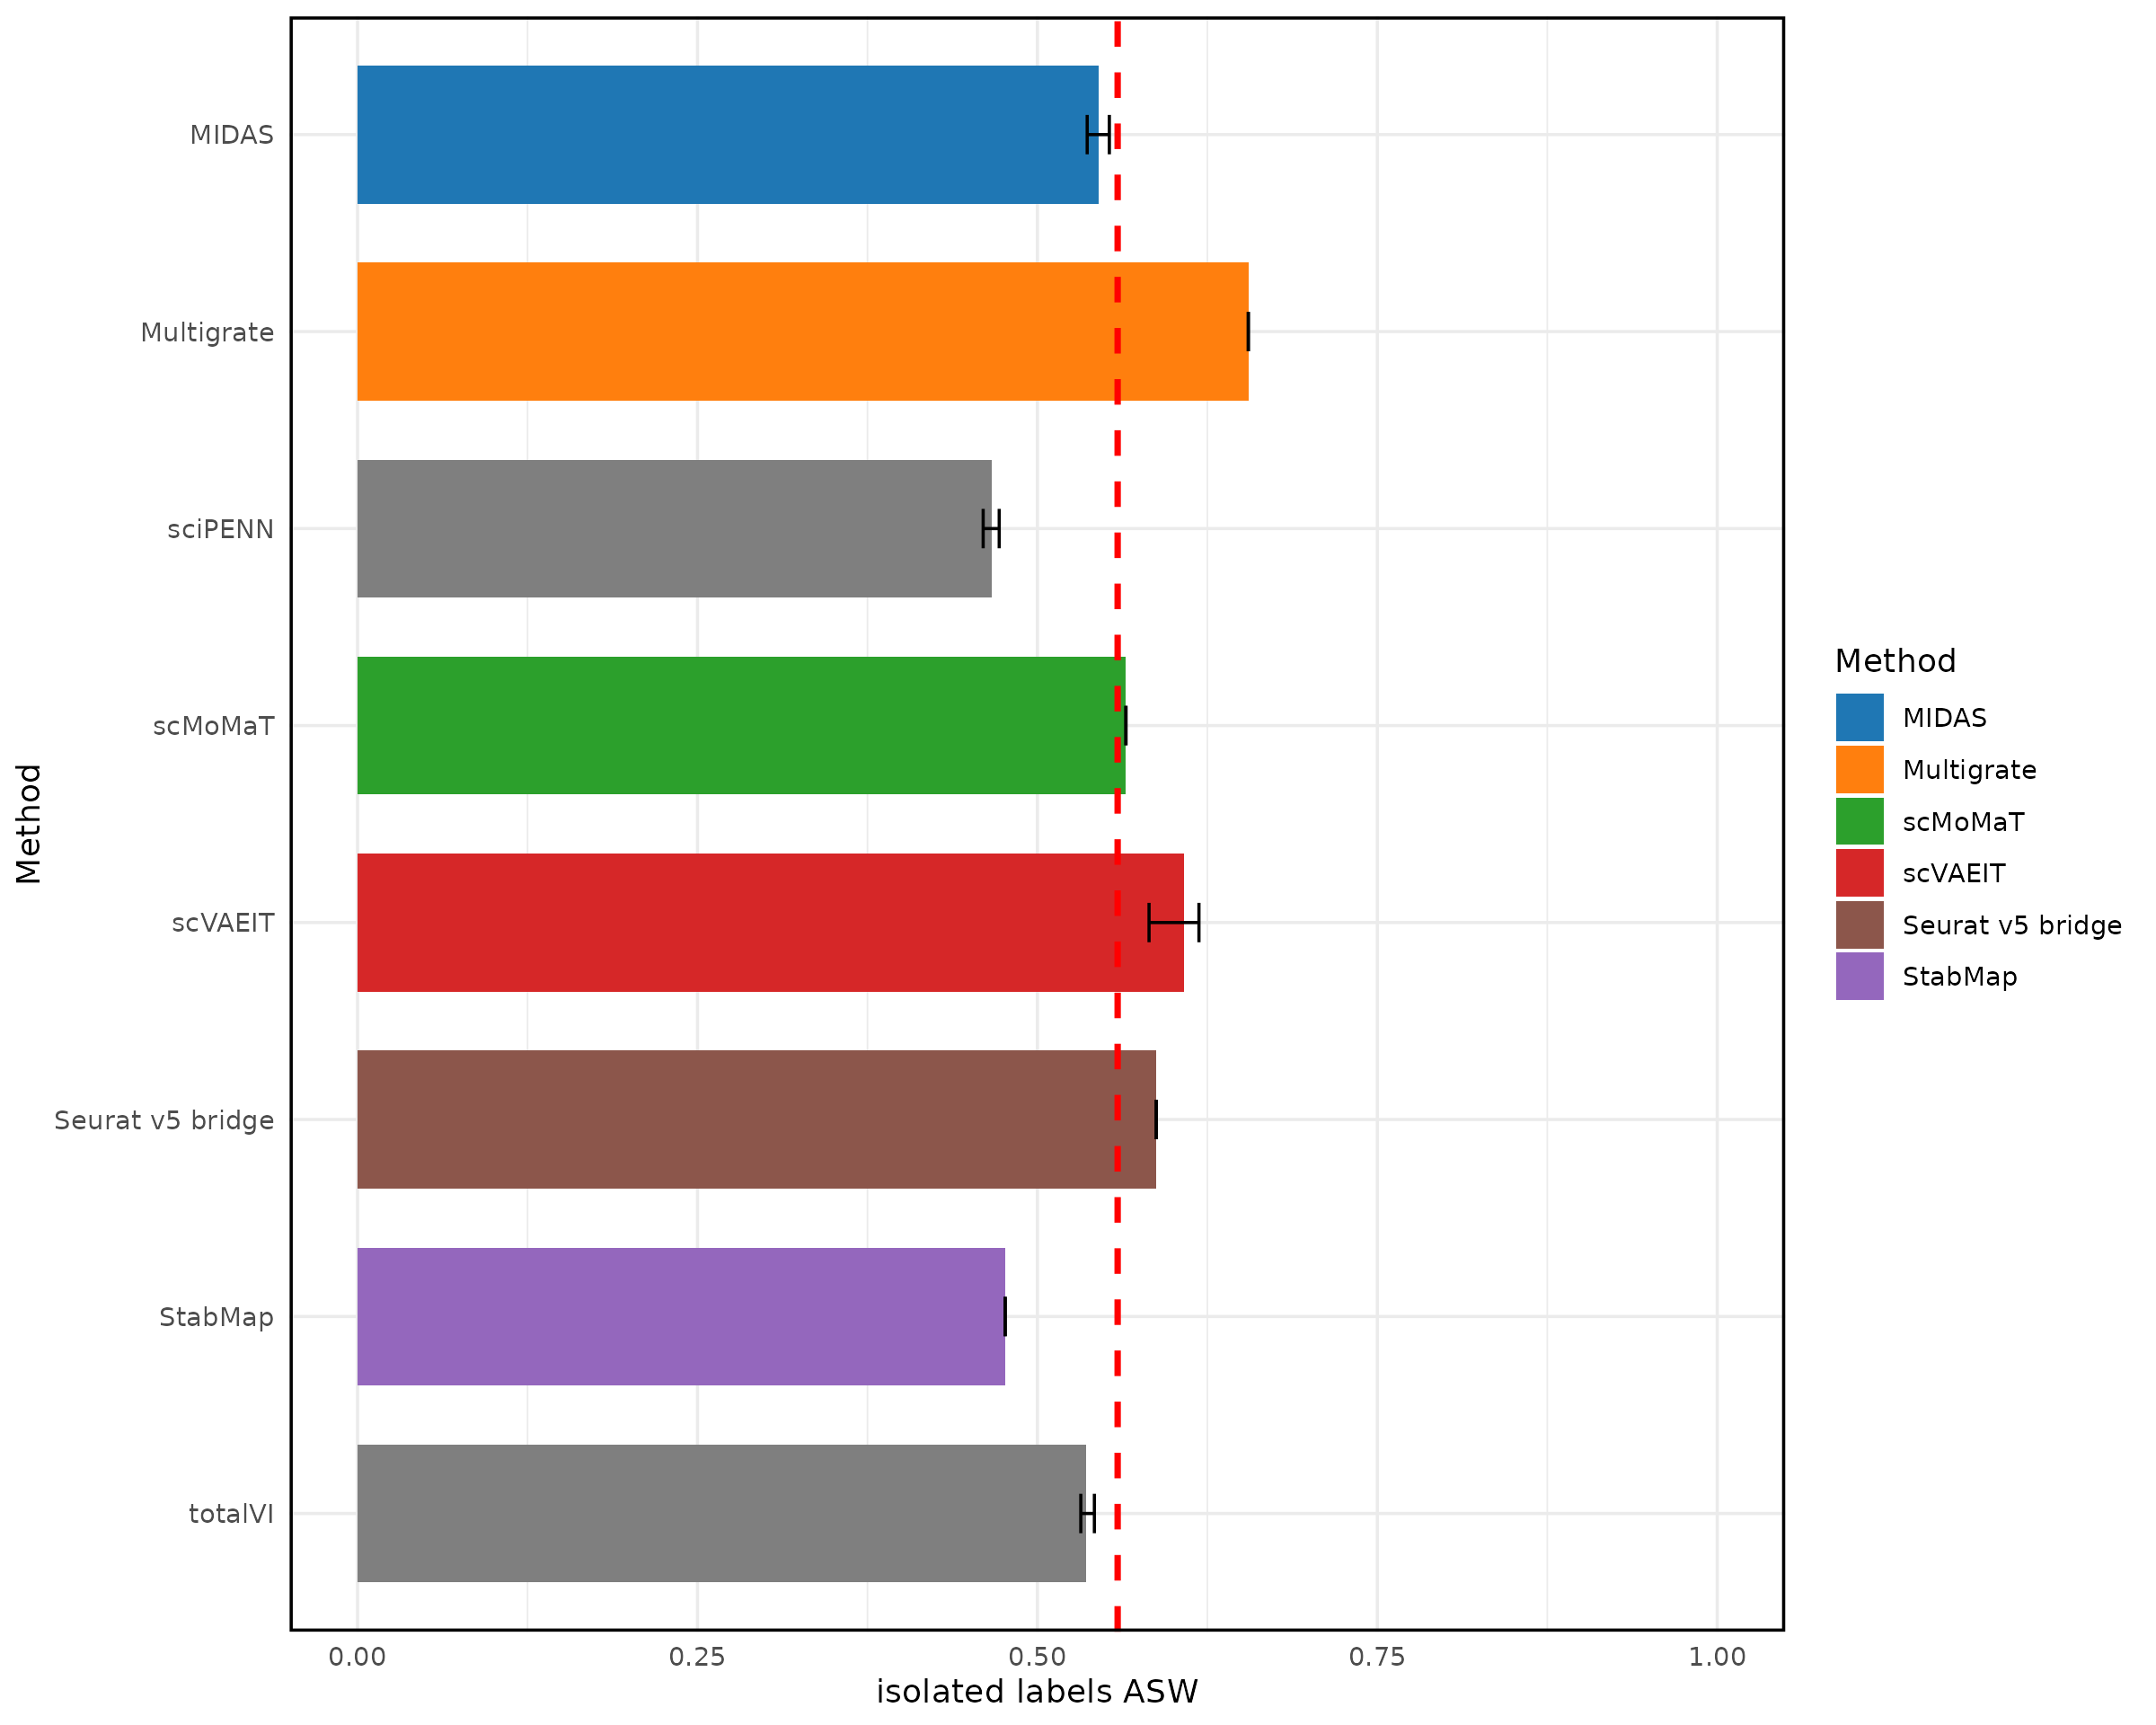 Method
MIDAS
Multigrate
sciPENN
scMoMaT
scVAEIT
Seurat v5 bridge
StabMap
totalVI
0.00 0.25 0.50 0.75 1.00
isolated labels ASW
Method
MIDAS
Multigrate
scMoMaT
scVAEIT
Seurat v5 bridge
StabMap